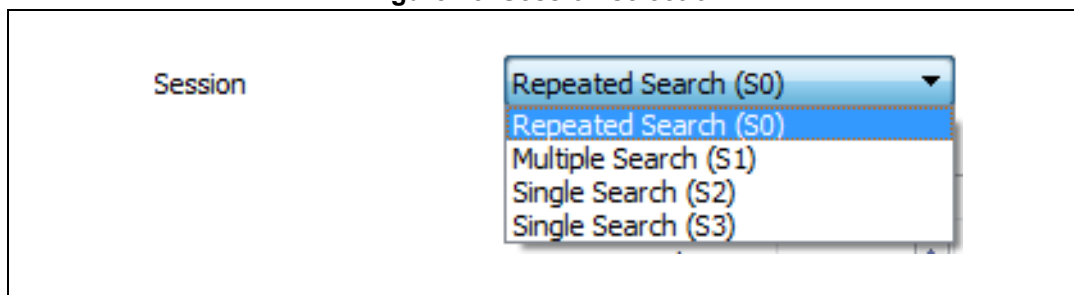 Session
Repeated Search (S0)
Repeated Search (S0)
Multiple Search (S1)
Single Search (S2)
Single Search (S3)